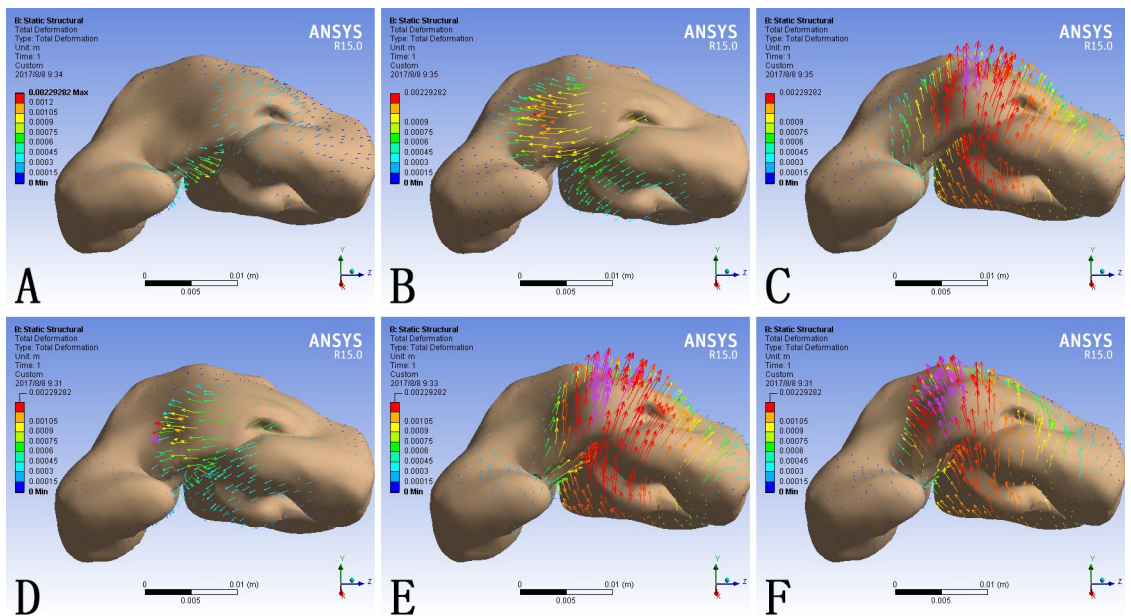 B: Static Structural
Total Deformation
Type: Total Deformation
Unit: m
Time: 1
Custom
2017/8/8 9:34
0.00229282 Max
0.0012
0.00105
0.0009
0.00075
0.0006
0.00045
0.0003
0.00015
0 Min
ANSYS
R15.0
0
0.01 (m)
0.005
Y
Z
X
A
B: Static Structural
Total Deformation
Type: Total Deformation
Unit: m
Time: 1
Custom
2017/8/8 9:35
0.00229282
0.0009
0.00075
0.0006
0.00045
0.0003
0.00015
0 Min
ANSYS
R15.0
0
0.01 (m)
0.005
Y
Z
X
B
B: Static Structural
Total Deformation
Type: Total Deformation
Unit: m
Time: 1
Custom
2017/8/8 9:35
0.00229282
0.0009
0.00075
0.0006
0.00045
0.0003
0.00015
0 Min
ANSYS
R15.0
0
0.01 (m)
0.005
Y
Z
X
C
B: Static Structural
Total Deformation
Type: Total Deformation
Unit: m
Time: 1
Custom
2017/8/8 9:31
0.00229282
0.00105
0.0009
0.00075
0.0006
0.00045
0.0003
0.00015
0 Min
ANSYS
R15.0
0
0.01 (m)
0.005
Y
Z
X
D
B: Static Structural
Total Deformation
Type: Total Deformation
Unit: m
Time: 1
Custom
2017/8/8 9:33
0.00229282
0.00105
0.0009
0.00075
0.0006
0.00045
0.0003
0.00015
0 Min
ANSYS
R15.0
0
0.01 (m)
0.005
Y
Z
X
E
B: Static Structural
Total Deformation
Type: Total Deformation
Unit: m
Time: 1
Custom
2017/8/8 9:31
0.00229282
0.00105
0.0009
0.00075
0.0006
0.00045
0.0003
0.00015
0 Min
ANSYS
R15.0
0
0.01 (m)
0.005
Y
Z
X
F